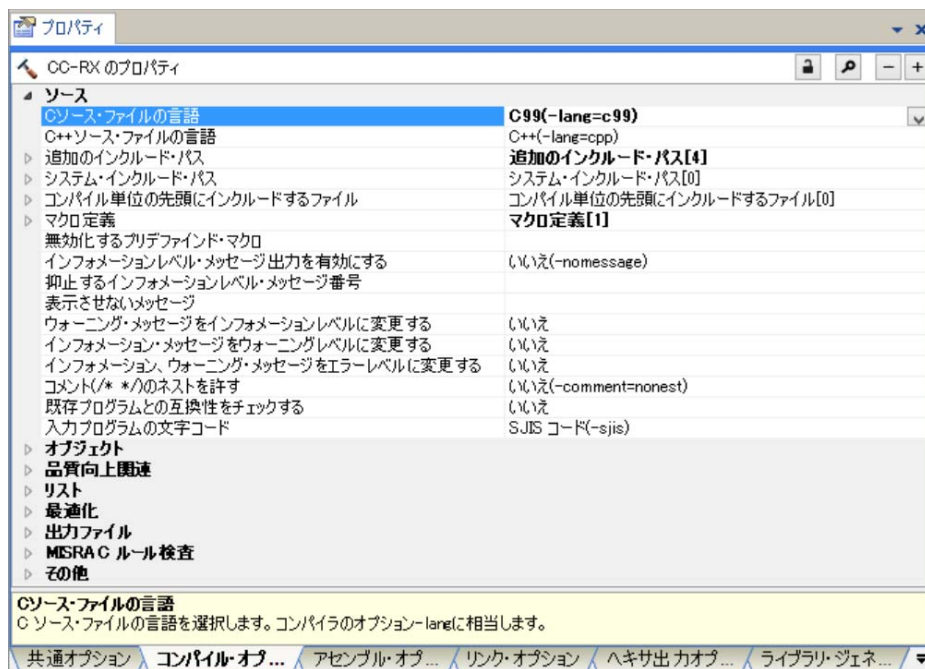 プロパティ
CC-RX のプロパティ
ソース
Cソース・ファイルの言語 C99(-lang=c99)
C++ソース・ファイルの言語 C++(-lang=cpp)
追加のインクルード・パス 追加のインクルード・パス[4]
システム・インクルード・パス システム・インクルード・パス[0]
コンパイル単位の先頭にインクルードするファイル コンパイル単位の先頭にインクルードするファイル[0]
マクロ定義 マクロ定義[1]
無効化するプリデファインド・マクロ
インフォメーションレベル・メッセージ出力を有効にする いいえ(-nomessage)
抑止するインフォメーションレベル・メッセージ番号
表示させないメッセージ
ウォーニング・メッセージをインフォメーションレベルに変更する いいえ
インフォメーション・メッセージをウォーニングレベルに変更する いいえ
インフォメーション、ウォーニング・メッセージをエラーレベルに変更する いいえ
コメント(/* */)のネストを許す いいえ(-comment=nonest)
既存プログラムとの互換性をチェックする いいえ
入力プログラムの文字コード SJIS コード(-sjis)
オブジェクト
品質向上関連
リスト
最適化
出力ファイル
MISRA C ルール検査
その他
Cソース・ファイルの言語
C ソース・ファイルの言語を選択します。コンパイラのオプション-langに相当します。
共通オプション コンパイル・オプ... アセンブル・オプ... リンク・オプション ヘキサ出力オプ... ライブラリ・ジェネ...